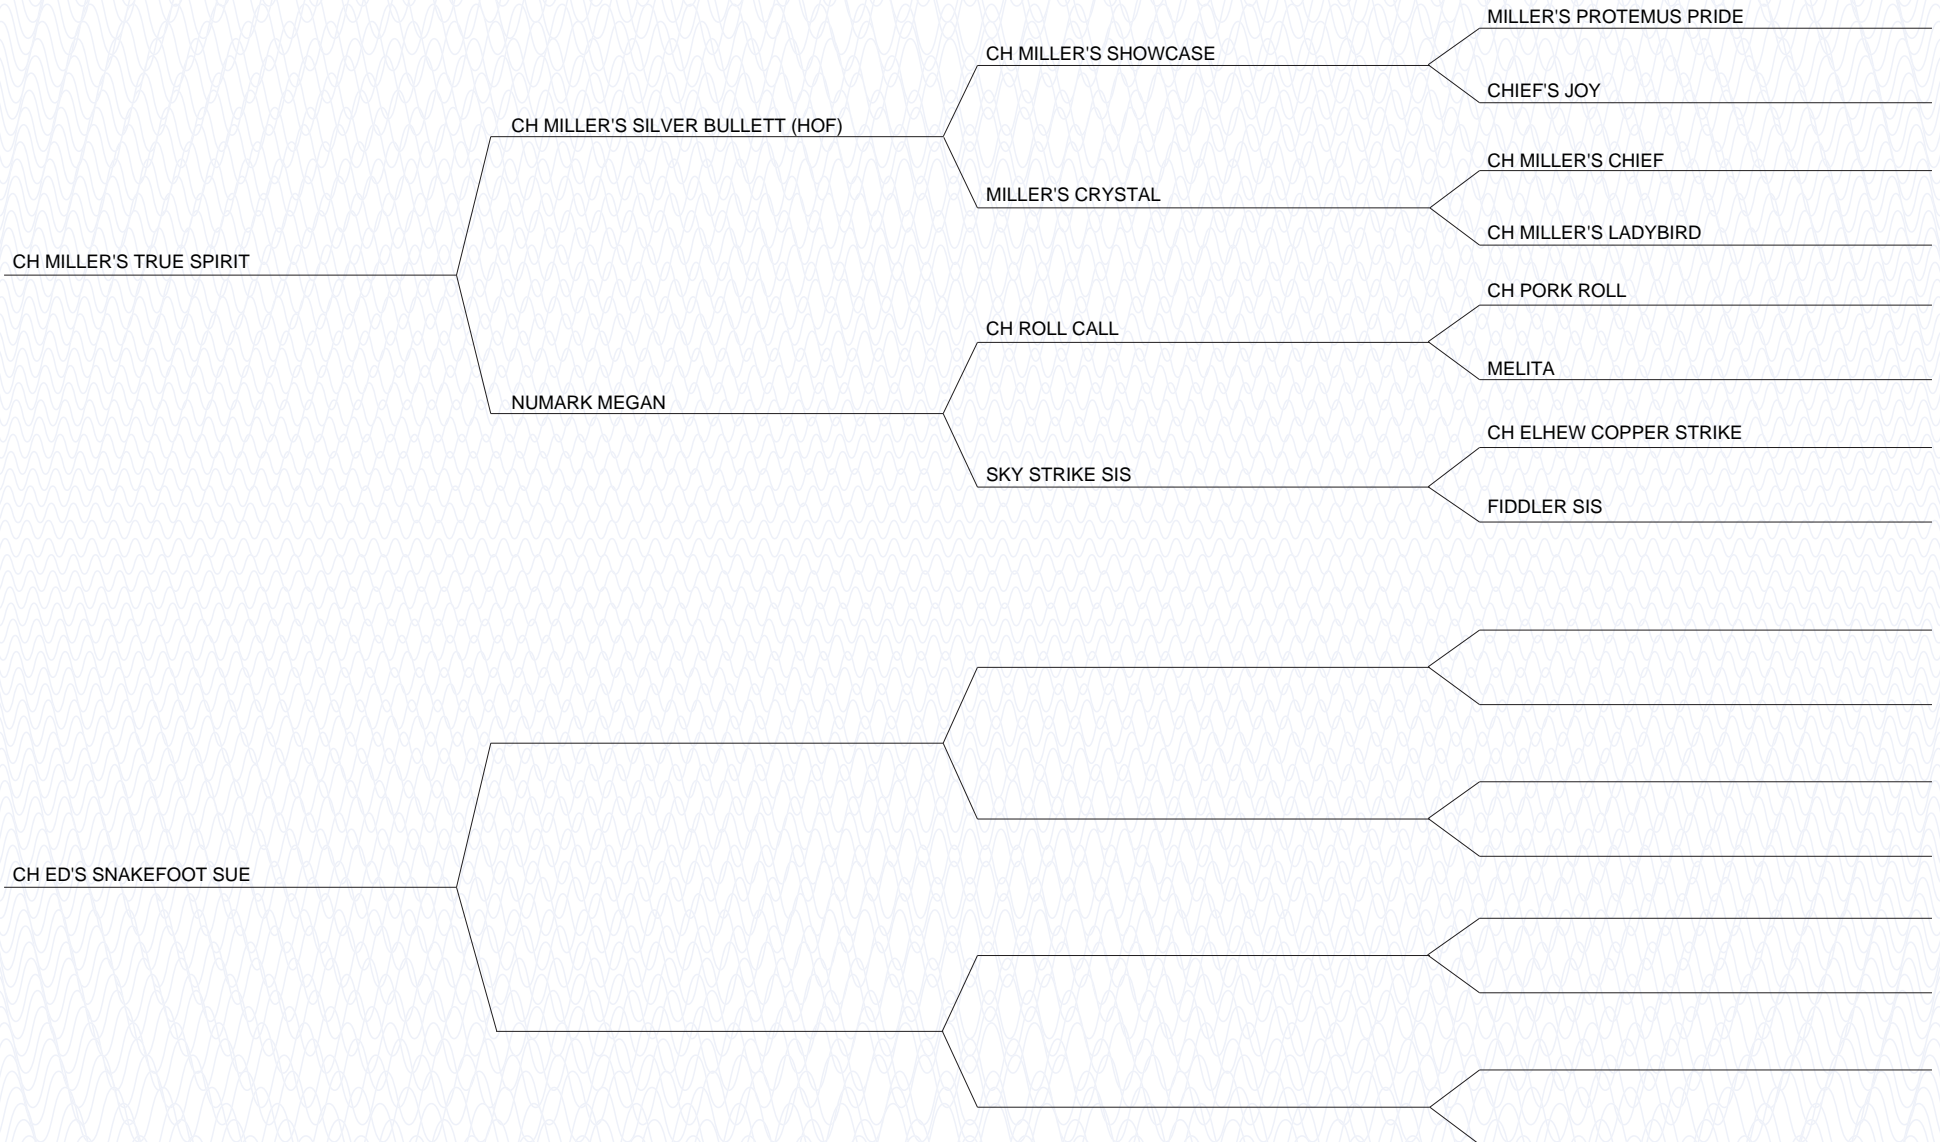 MILLER'S PROTEMUS PRIDE
CH MILLER'S SHOWCASE
CHIEF'S JOY
CH MILLER'S SILVER BULLETT (HOF)
CH MILLER'S CHIEF
MILLER'S CRYSTAL
CH MILLER'S LADYBIRD
CH MILLER'S TRUE SPIRIT
CH PORK ROLL
CH ROLL CALL
MELITA
NUMARK MEGAN
CH ELHEW COPPER STRIKE
SKY STRIKE SIS
FIDDLER SIS
CH ED'S SNAKEFOOT SUE